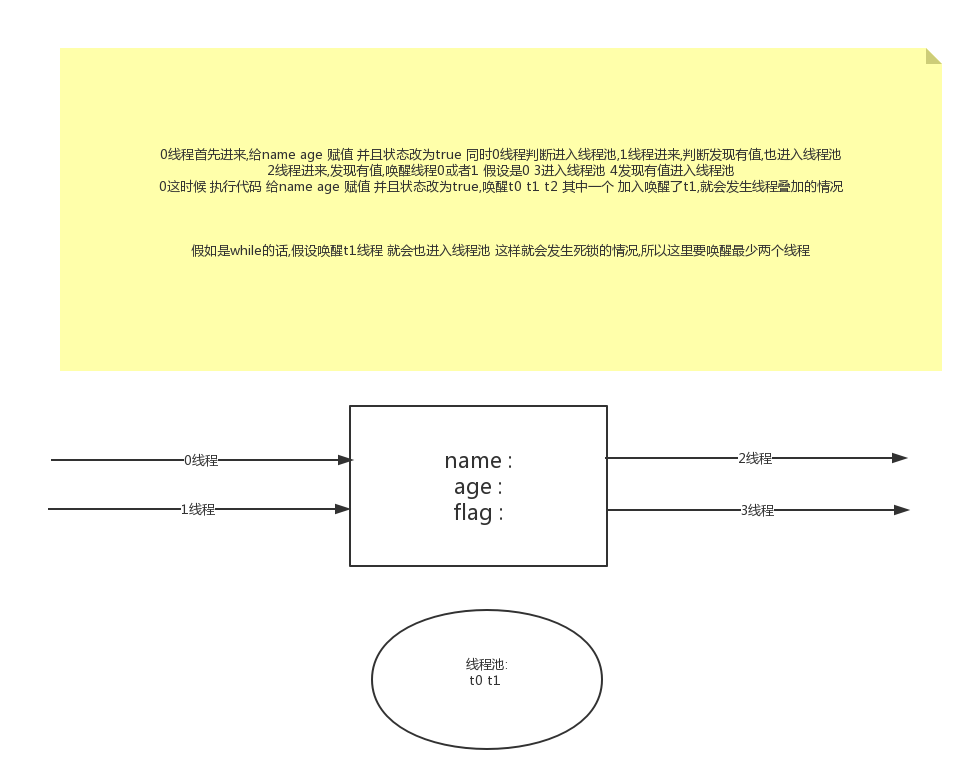 0线程首先进来,给name age 赋值 并且状态改为true 同时0线程判断进入线程池,1线程进来,判断发现有值,也进入线程池
2线程进来,发现有值,唤醒线程0或者1 假设是0 3进入线程池 4发现有值进入线程池
0这时候 执行代码 给name age 赋值 并且状态改为true,唤醒t0 t1 t2 其中一个 加入唤醒了t1,就会发生线程叠加的情况
假如是while的话,假设唤醒t1线程 就会也进入线程池 这样就会发生死锁的情况,所以这里要唤醒最少两个线程
0线程
1线程
name :
age :
flag :
2线程
3线程
线程池:
t0 t1